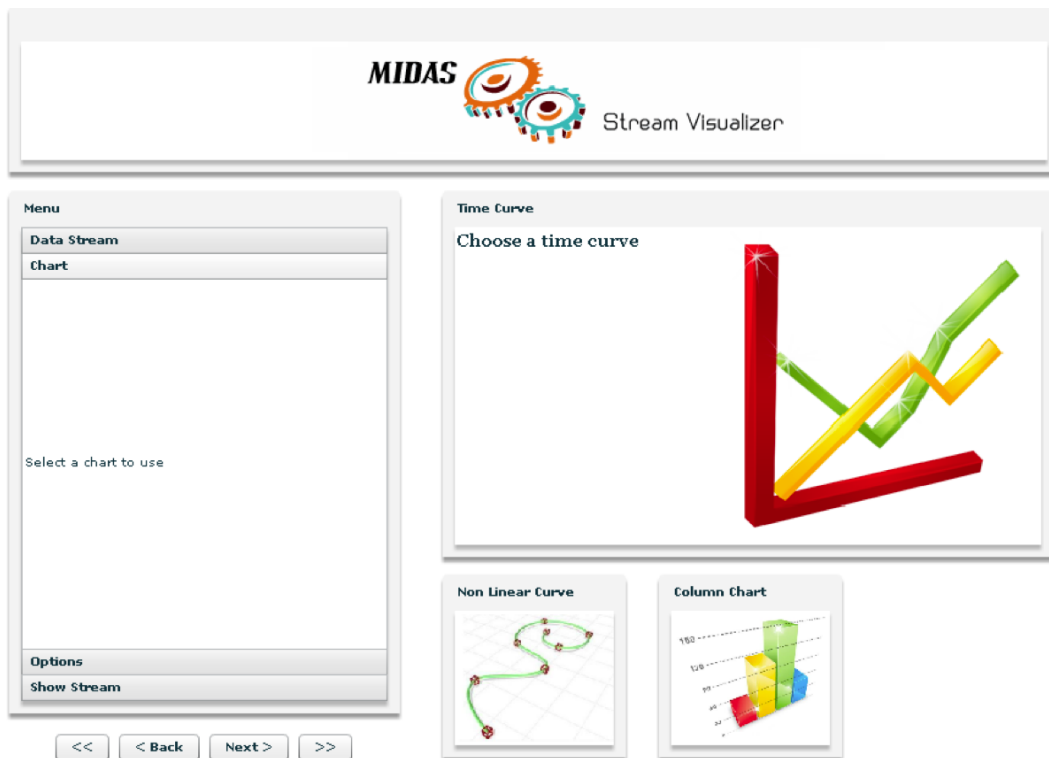 MIDAS
Stream Visualizer
Menu
Data Stream
Chart
Select a chart to use
Options
Show Stream
<<
< Back
Next >
>>
Time Curve
Choose a time curve
Non Linear Curve
Column Chart